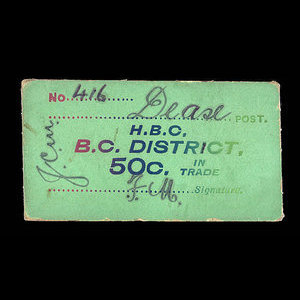 No. 416
Dease POST.
H.B.C.
B.C. DISTRICT,
50c. IN TRADE
J.C.M.
F.M. Signature.